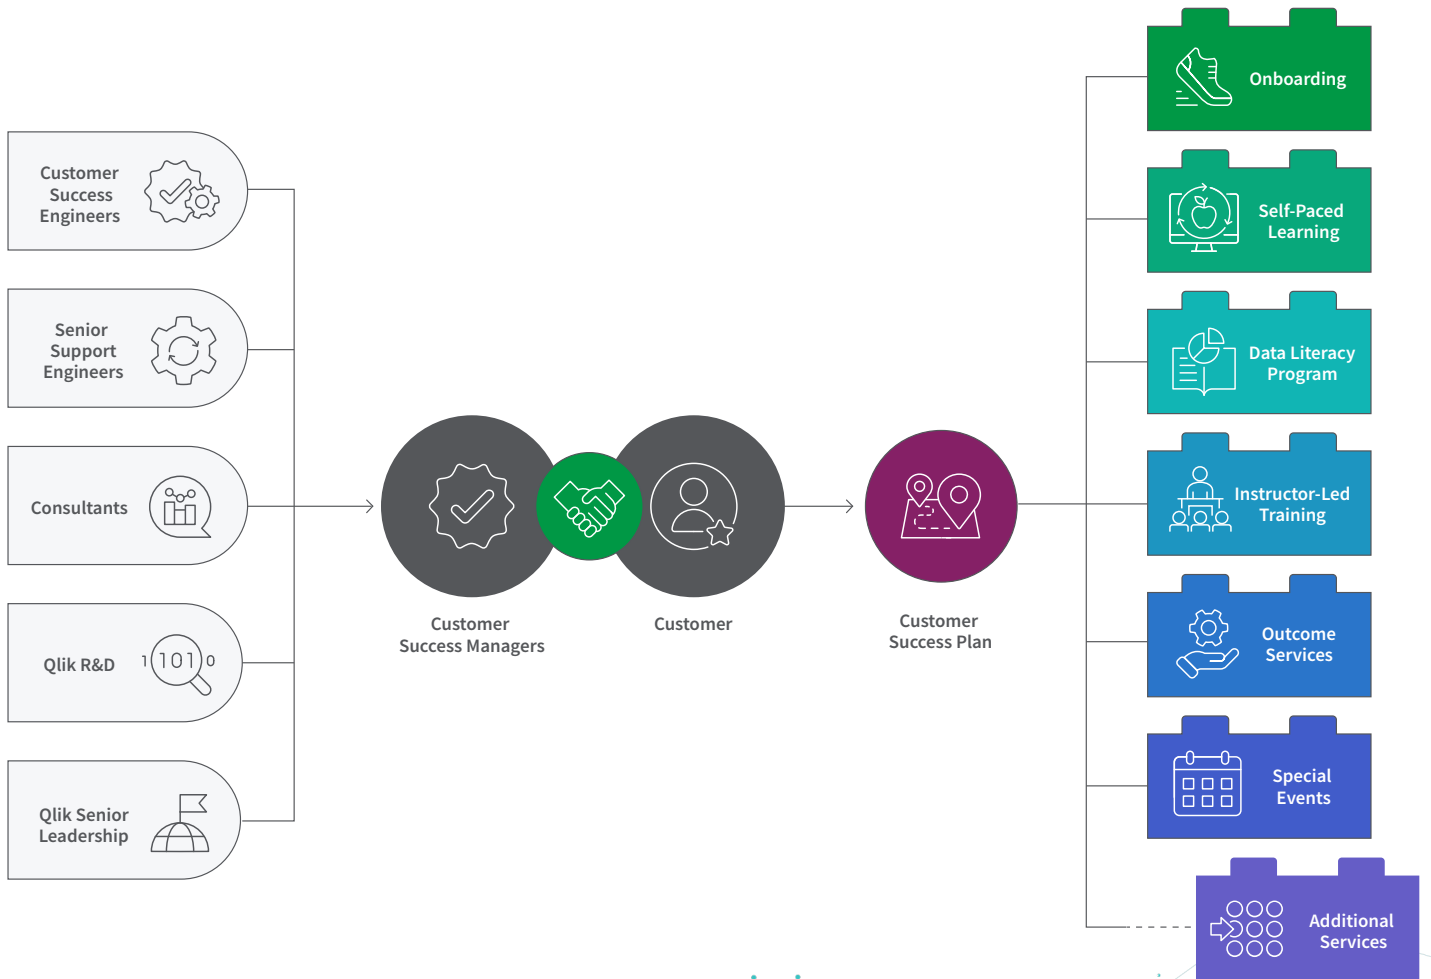 Customer
Success
Engineers
Senior
Support
Engineers
Consultants
Qlik R&D
1 101 0
Qlik Senior
Leadership
Customer
Success Managers
Customer
Customer
Success Plan
Onboarding
Self-Paced
Learning
Data Literacy
Program
Instructor-Led
Training
Outcome
Services
Special
Events
Additional
Services